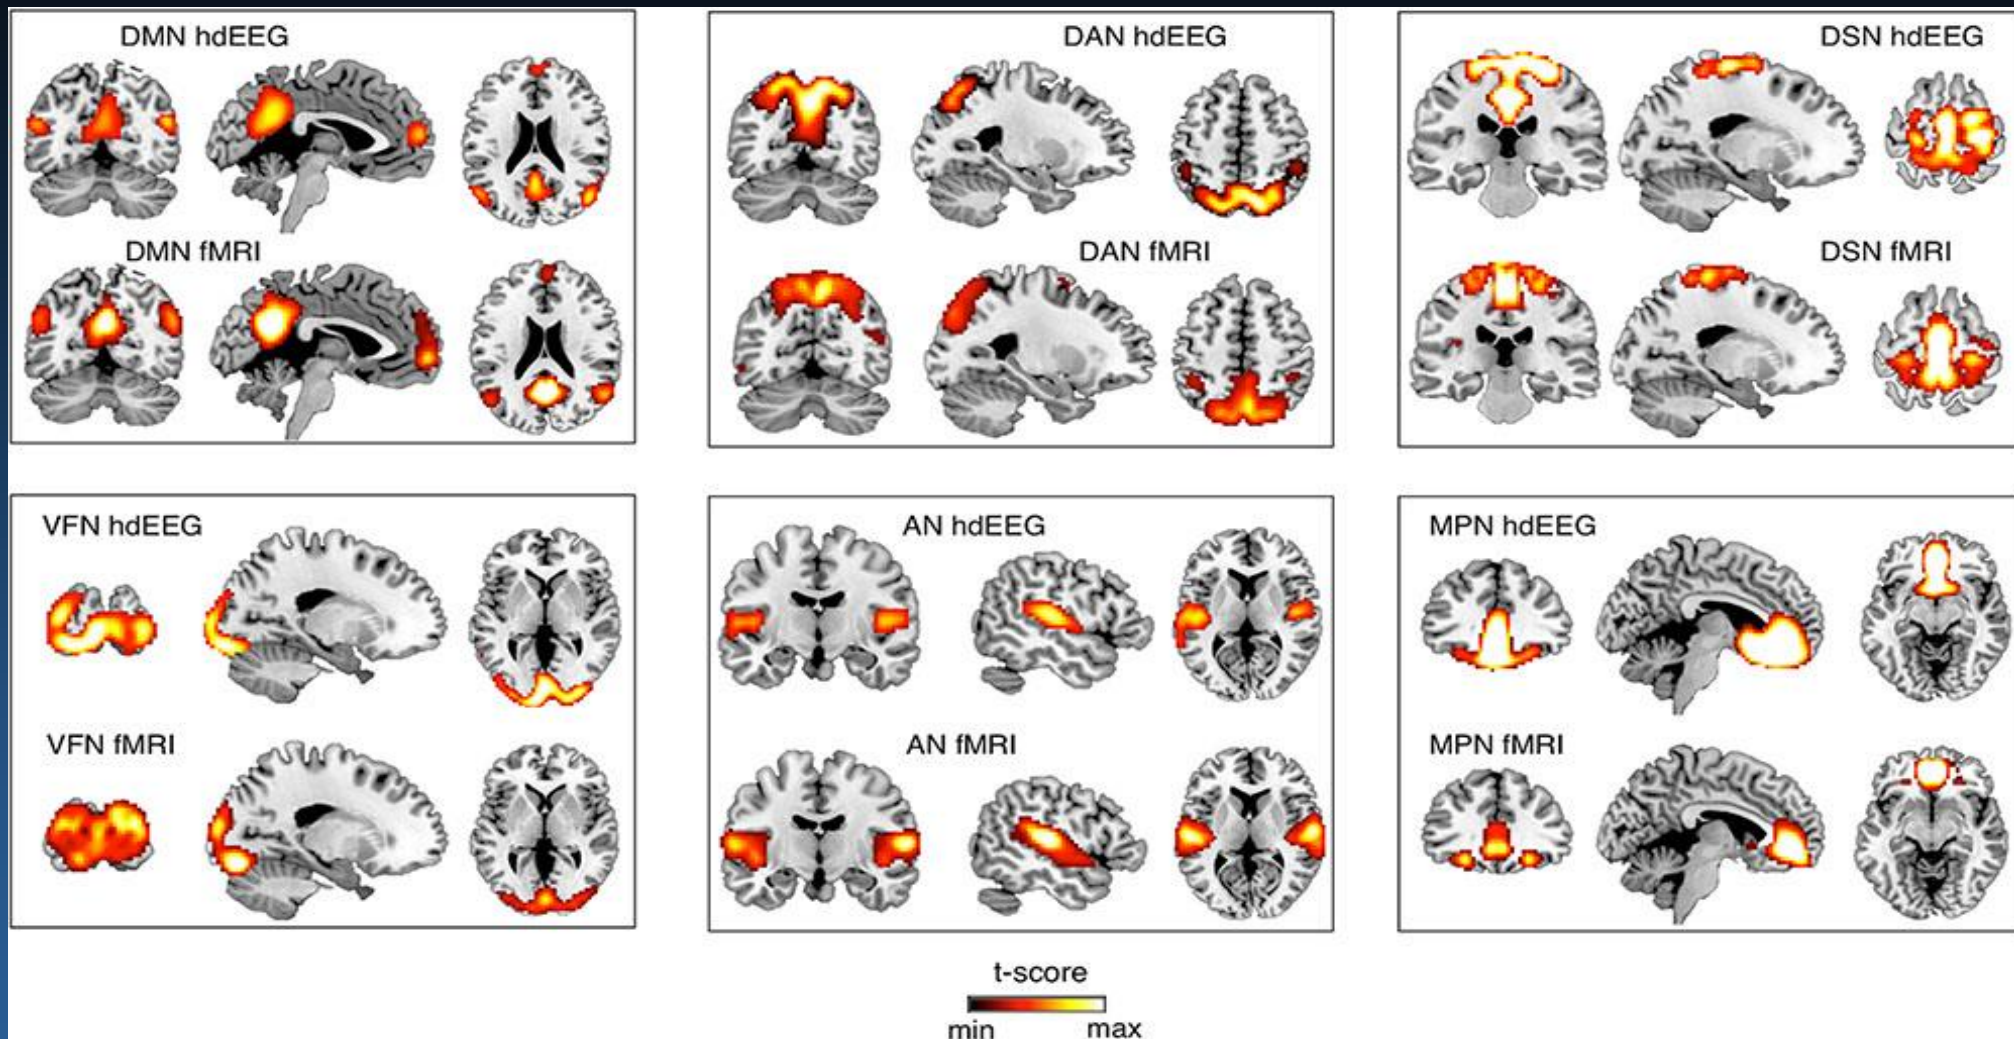 DMN hdEEG
DMN fMRI
DAN hdEEG
DAN fMRI
DSN hdEEG
DSN fMRI
VFN hdEEG
VFN fMRI
AN hdEEG
AN fMRI
MPN hdEEG
MPN fMRI
t-score
min max